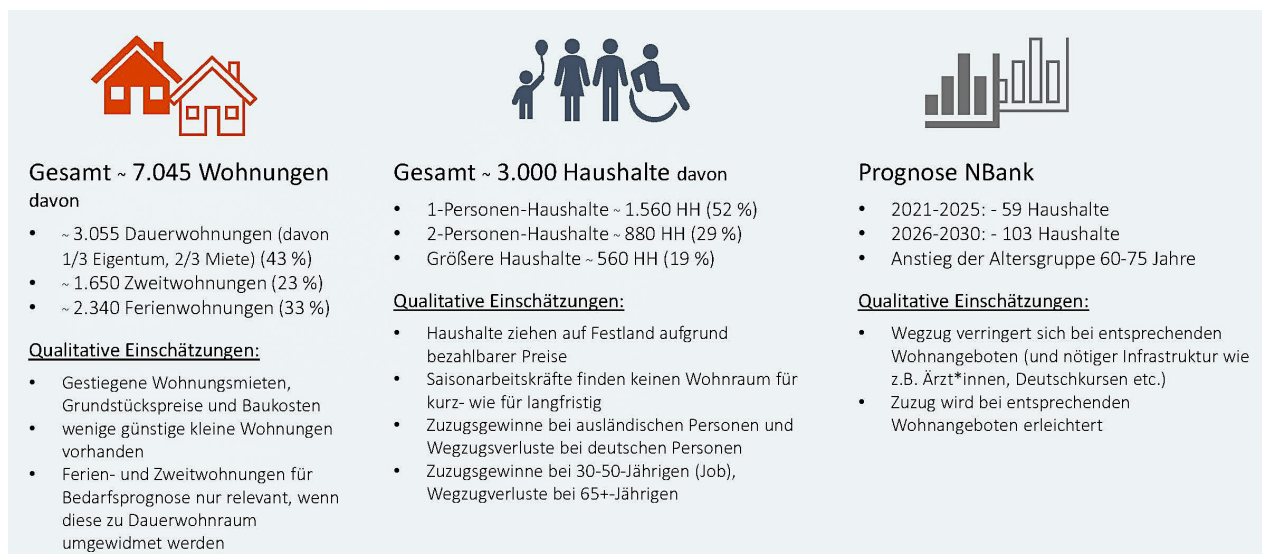 Gesamt ~ 7.045 Wohnungen
davon
• ~ 3.055 Dauerwohnungen (davon
1/3 Eigentum, 2/3 Miete) (43 %)
• ~ 1.650 Zweitwohnungen (23 %)
• ~ 2.340 Ferienwohnungen (33 %)
Qualitative Einschätzungen:
• Gestiegene Wohnungsmieten,
Grundstückspreise und Baukosten
• wenige günstige kleine Wohnungen
vorhanden
• Ferien- und Zweitwohnungen für
Bedarfsprognose nur relevant, wenn
diese zu Dauerwohnraum
umgewidmet werden
Gesamt ~ 3.000 Haushalte davon
• 1-Personen-Haushalte ~ 1.560 HH (52 %)
• 2-Personen-Haushalte ~ 880 HH (29 %)
• Größere Haushalte ~ 560 HH (19 %)
Qualitative Einschätzungen:
• Haushalte ziehen auf Festland aufgrund
bezahlbarer Preise
• Saisonarbeitskräfte finden keinen Wohnraum für
kurz- wie für langfristig
• Zuzugsgewinne bei ausländischen Personen und
Wegzugsverluste bei deutschen Personen
• Zuzugsgewinne bei 30-50-Jährigen (Job),
Wegzugverluste bei 65+-Jährigen
Prognose NBank
• 2021-2025: - 59 Haushalte
• 2026-2030: - 103 Haushalte
• Anstieg der Altersgruppe 60-75 Jahre
Qualitative Einschätzungen:
• Wegzug verringert sich bei entsprechenden
Wohnangeboten (und nötiger Infrastruktur wie
z.B. Ärzt*innen, Deutschkursen etc.)
• Zuzug wird bei entsprechenden
Wohnangeboten erleichtert